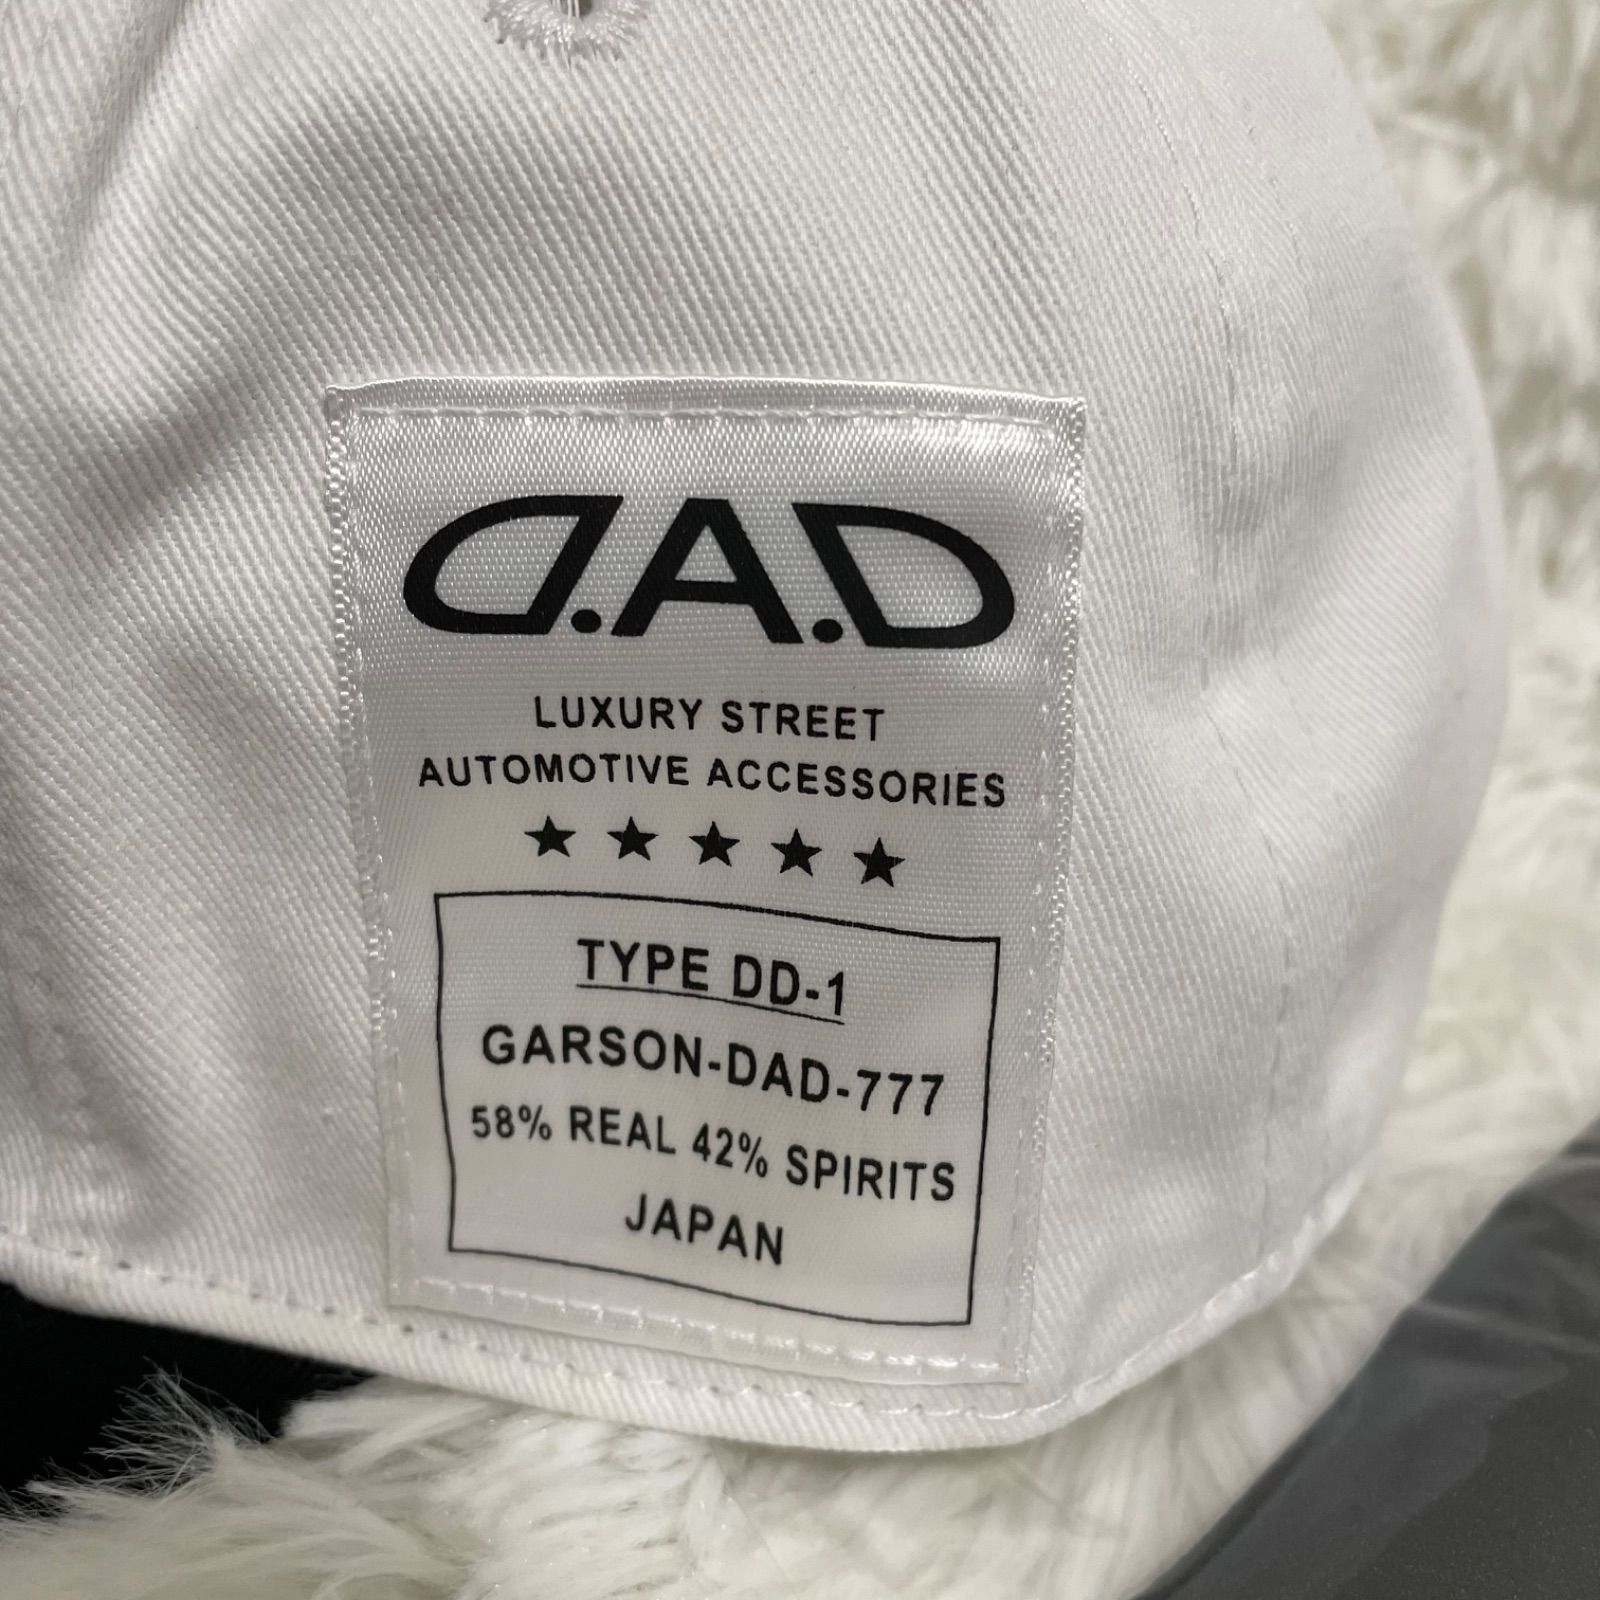 D.A.D
LUXURY STREET
AUTOMOTIVE ACCESSORIES
★ ★ ★ ★ ★
TYPE DD-1
GARSON-DAD-777
58% REAL 42% SPIRITS
JAPAN